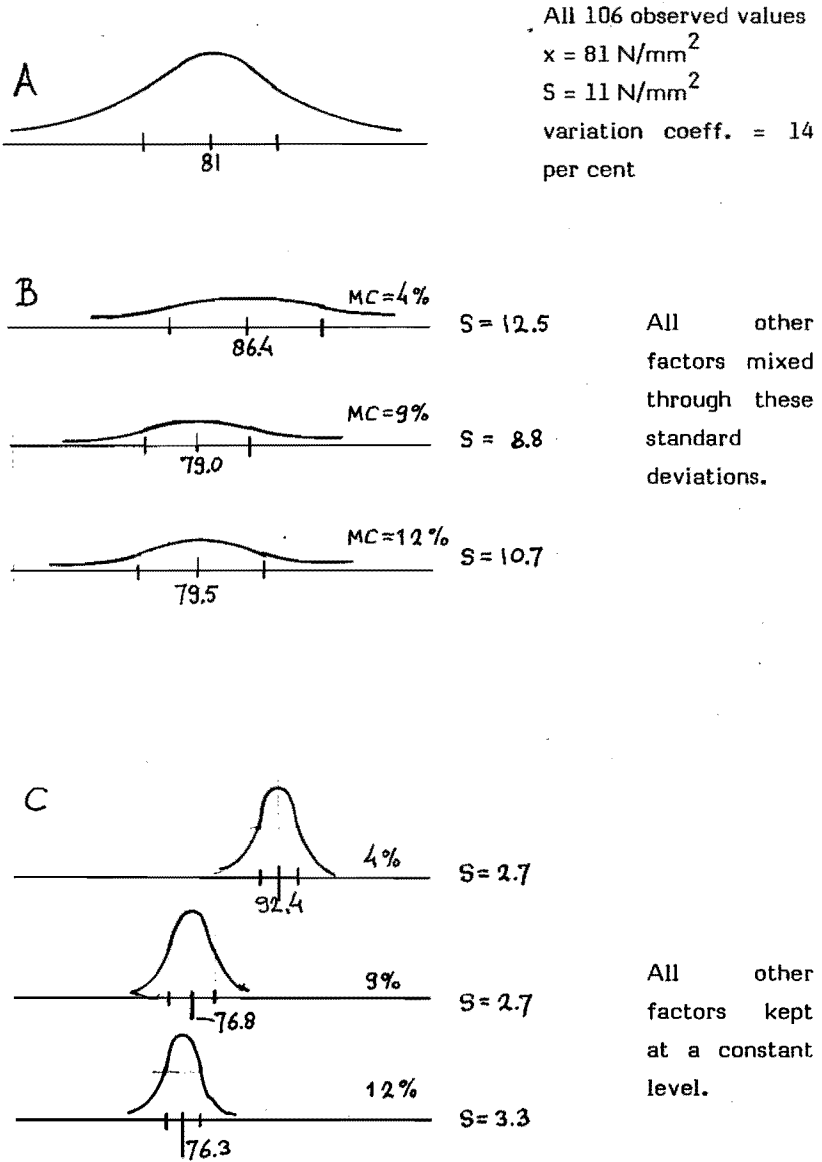 All 106 observed values
x = 81 N/mm²
S = 11 N/mm²
variation coeff. = 14
per cent
A
81
B
MC=4%
86.4
S = 12.5
MC=9%
79.0
S = 8.8
MC=12%
79.5
S = 10.7
All other
factors mixed
through these
standard
deviations.
C
4%
92.4
S = 2.7
9%
76.8
S = 2.7
12%
76.3
S = 3.3
All other
factors kept
at a constant
level.